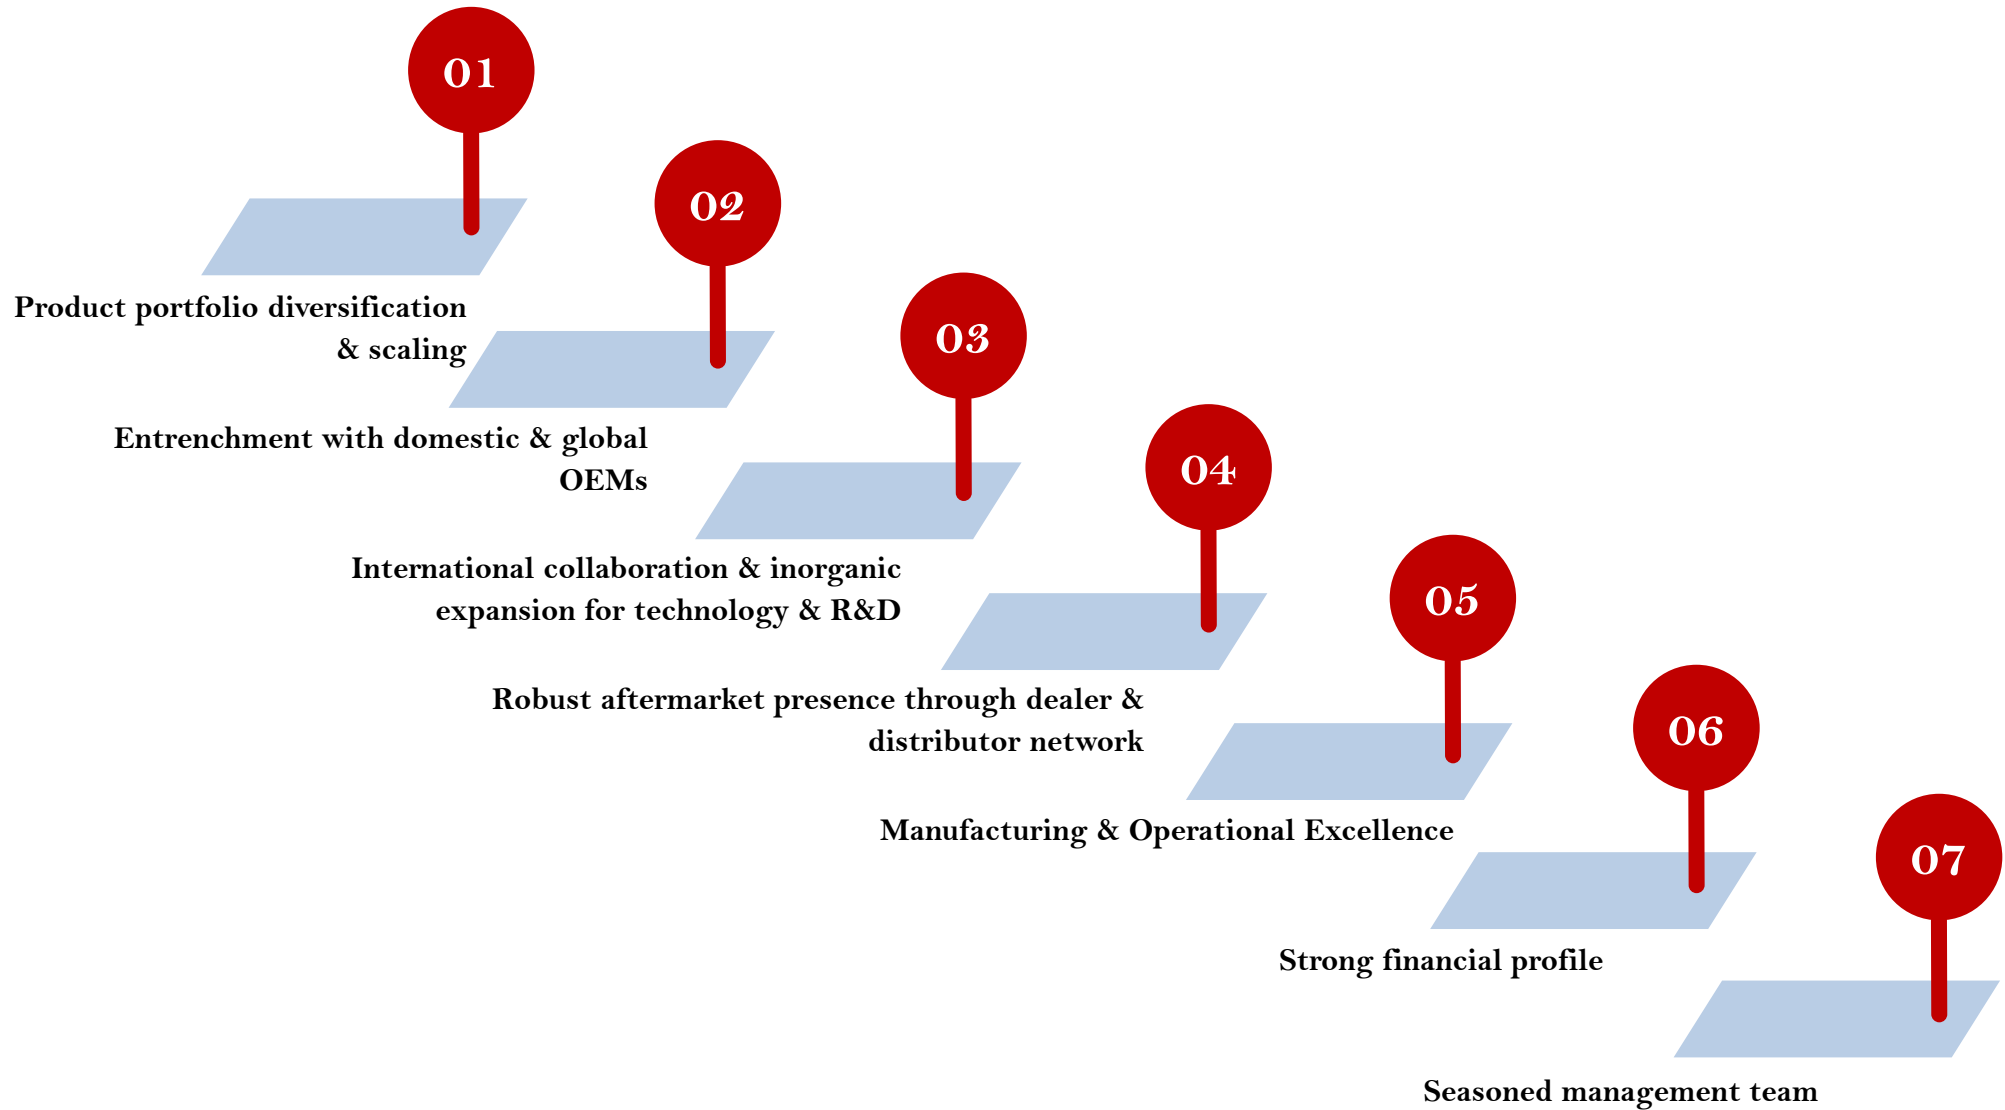 01
Product portfolio diversification
& scaling
02
Entrenchment with domestic & global
OEMs
03
International collaboration & inorganic
expansion for technology & R&D
04
Robust aftermarket presence through dealer &
distributor network
05
Manufacturing & Operational Excellence
06
Strong financial profile
07
Seasoned management team